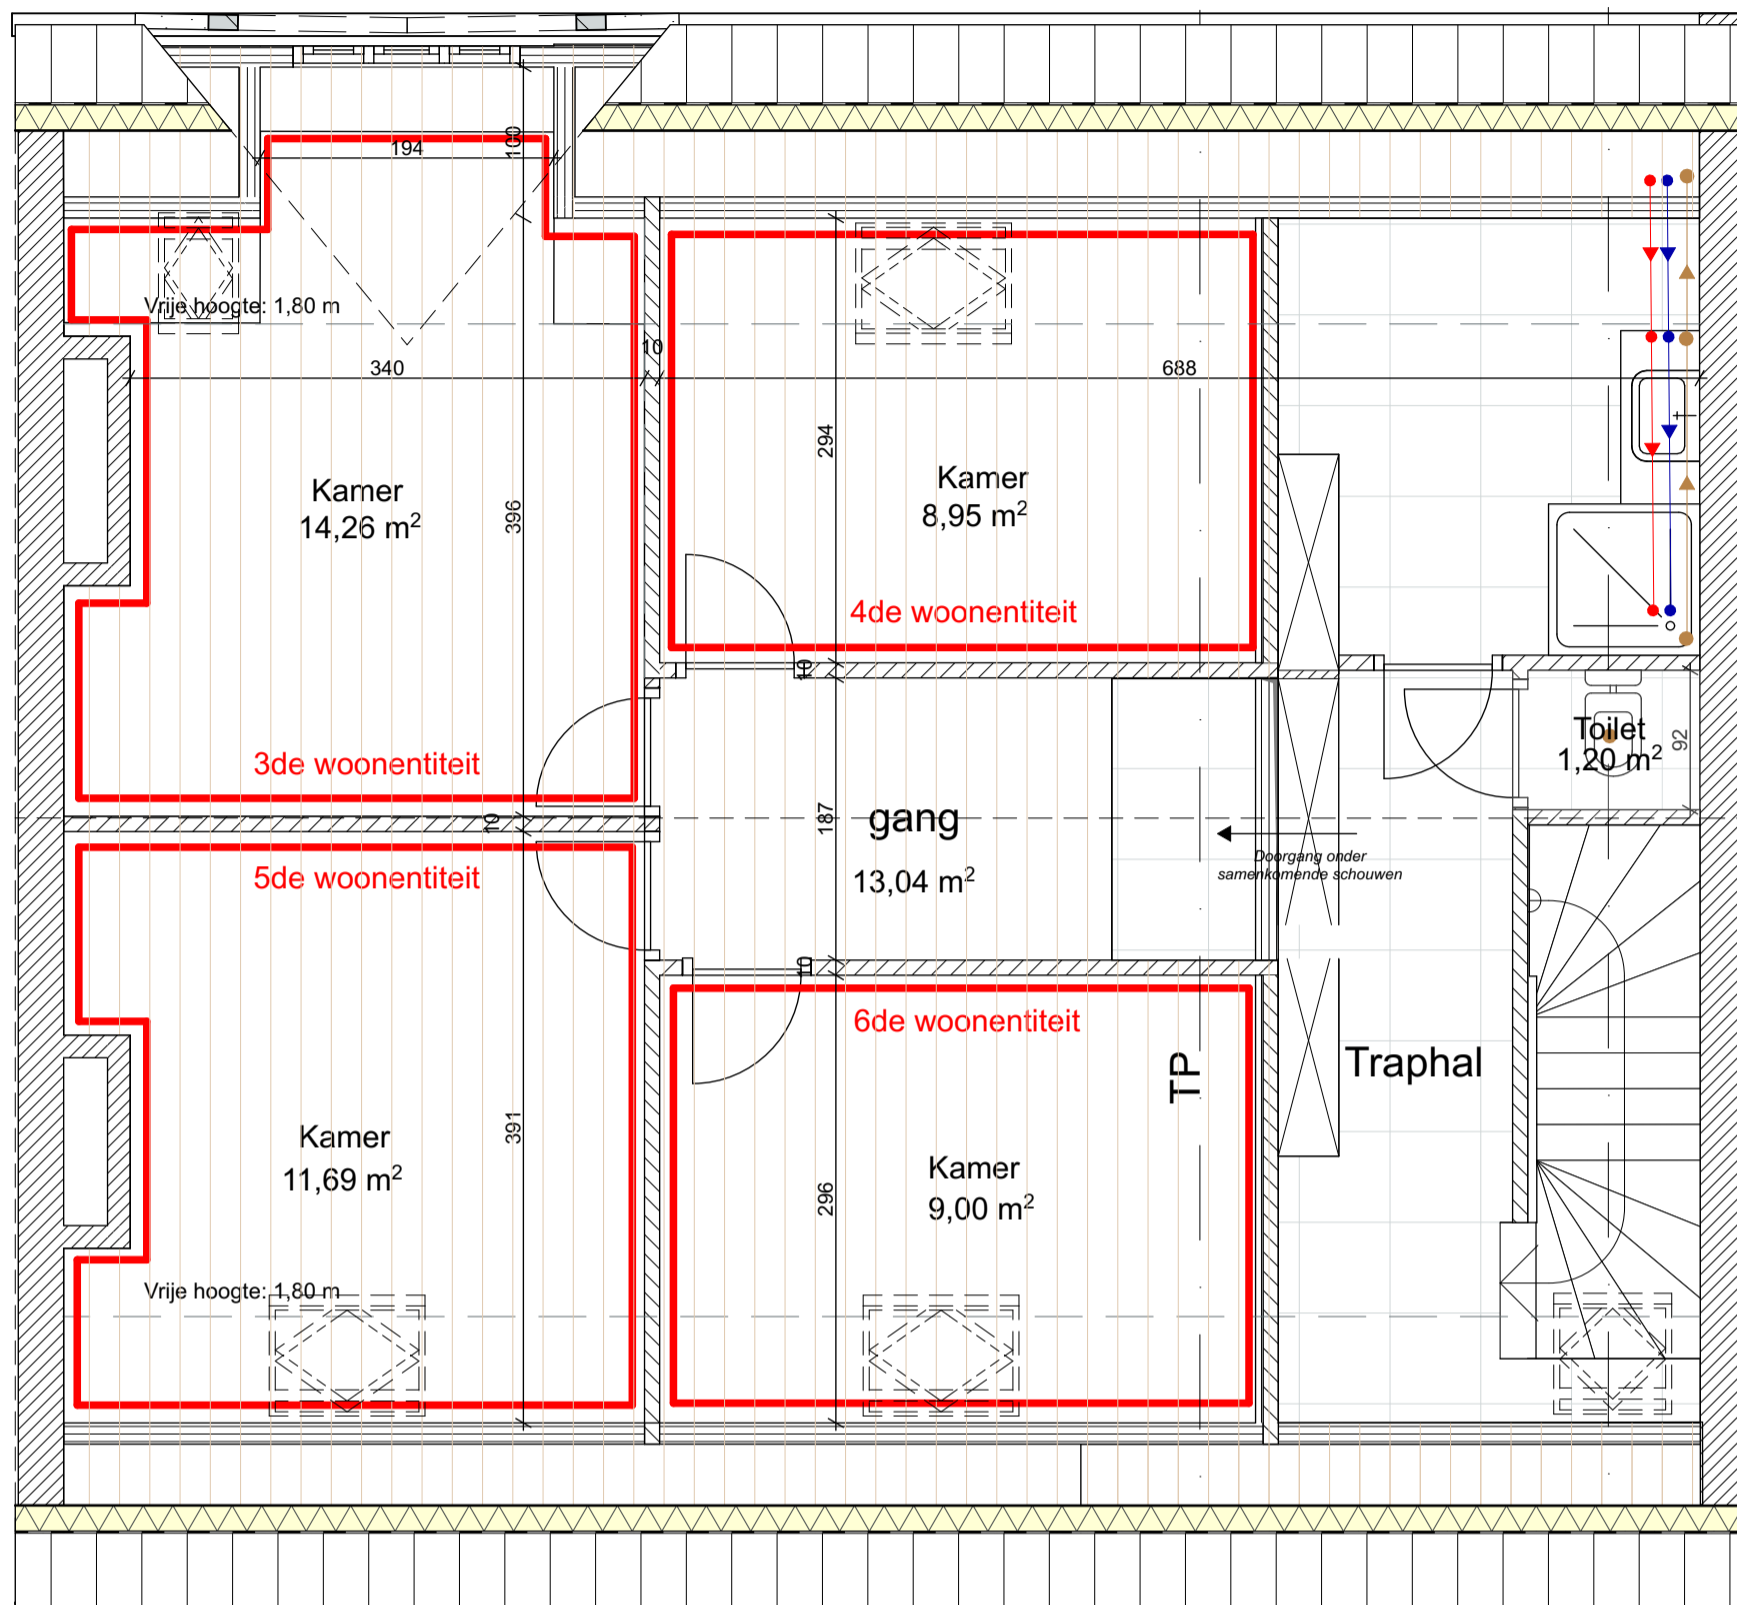 194
100
Vrije hoogte: 1,80 m
10
340
688
294
Kamer
14,26 m²
396
Kamer
8,95 m²
4de woonentiteit
10
3de woonentiteit
Toilet
1,20 m²
92
10
187
gang
13,04 m²
Doorgang onder
samenkomende schouwen
5de woonentiteit
10
6de woonentiteit
TP
Traphal
391
Kamer
11,69 m²
Kamer
9,00 m²
296
Vrije hoogte: 1,80 m